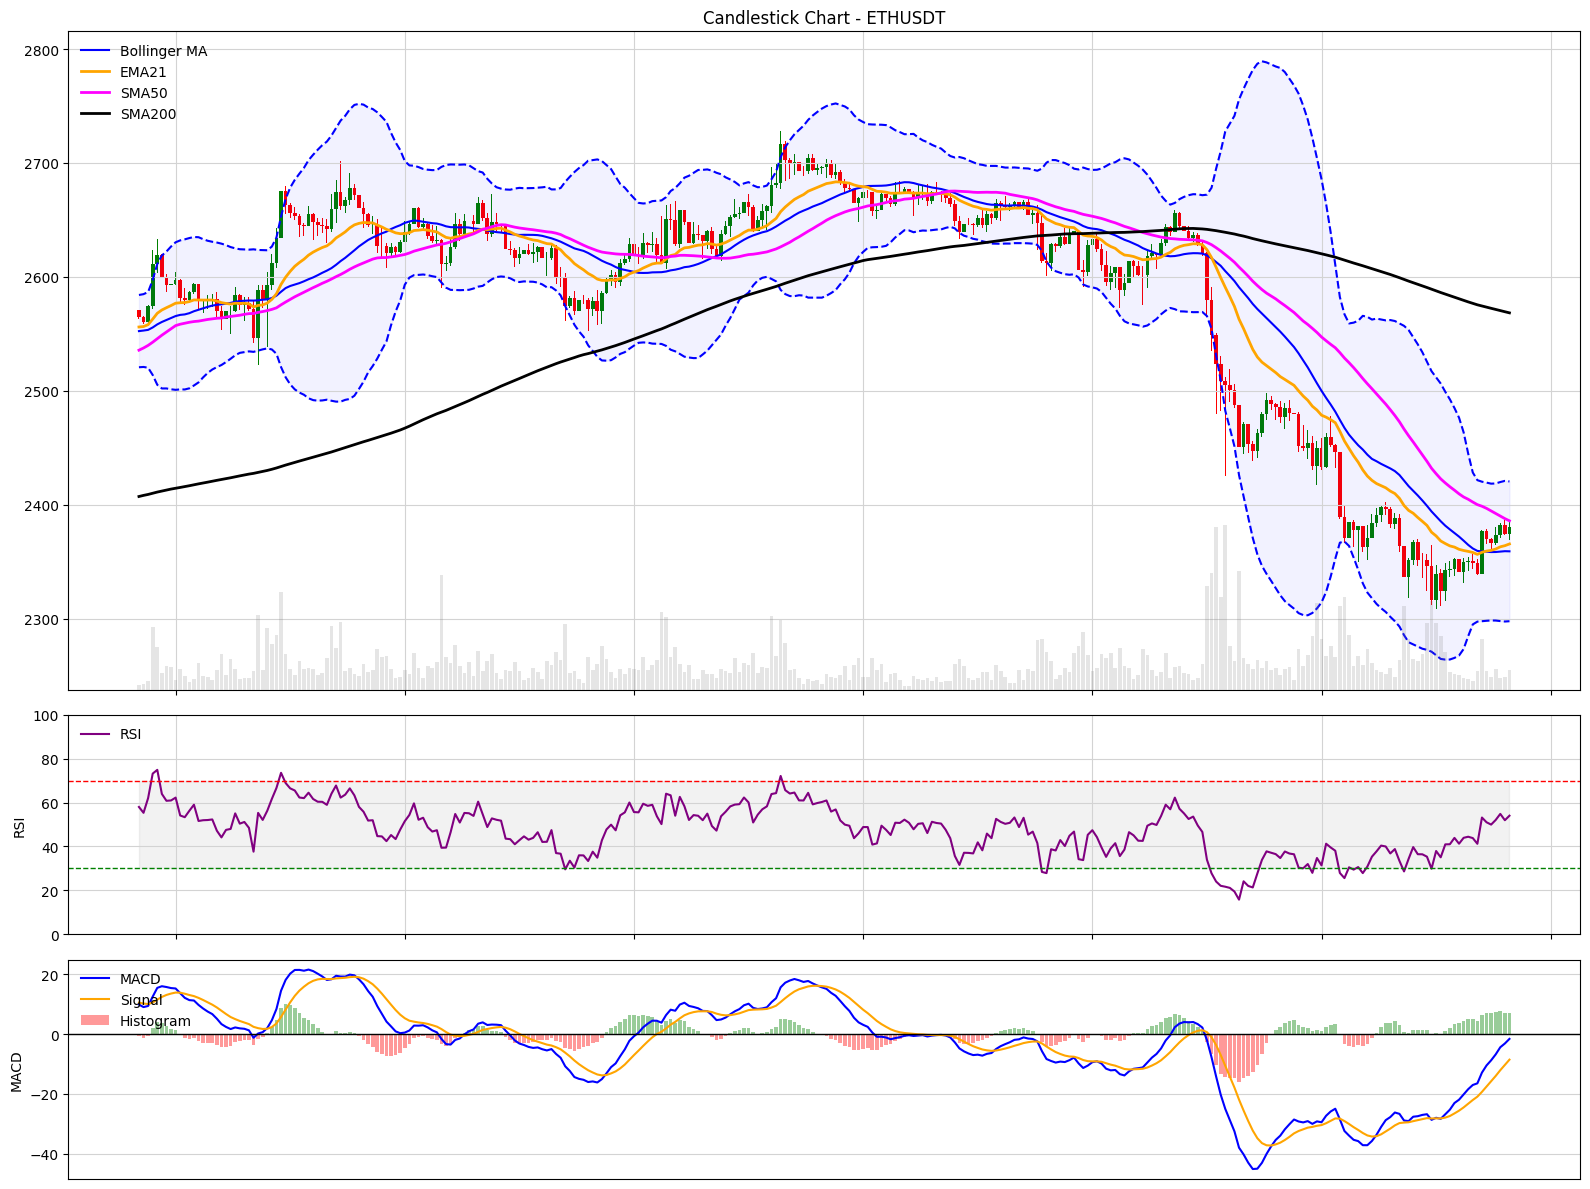 Candlestick Chart - ETHUSDT
Bollinger MA
EMA21
SMA50
SMA200
2800
2700
2600
2500
2400
2300
RSI
RSI
100
80
60
40
20
0
MACD
Signal
Histogram
MACD
20
0
−20
−40